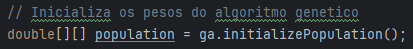 // Inicializa os pesos do algoritmo genetico
double[][] population = ga.initializePopulation();